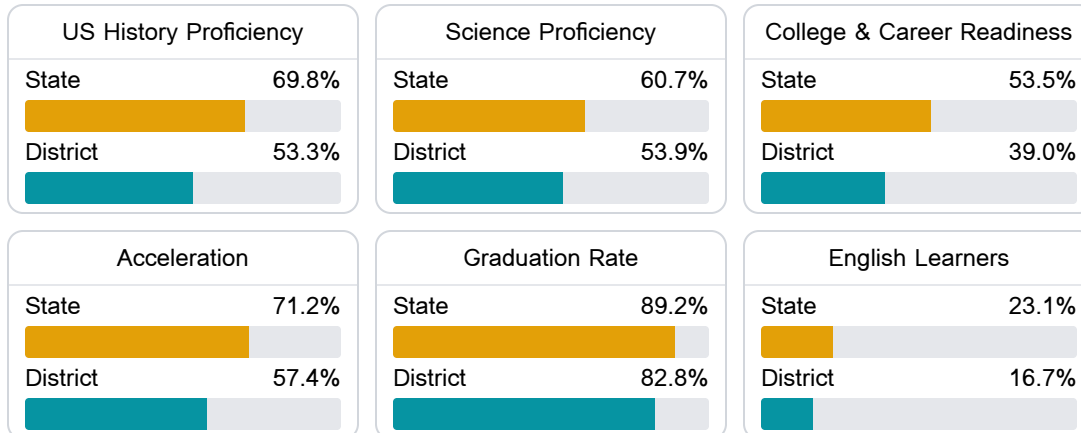 US History Proficiency
State 69.8%
District 53.3%
Science Proficiency
State 60.7%
District 53.9%
College & Career Readiness
State 53.5%
District 39.0%
Acceleration
State 71.2%
District 57.4%
Graduation Rate
State 89.2%
District 82.8%
English Learners
State 23.1%
District 16.7%